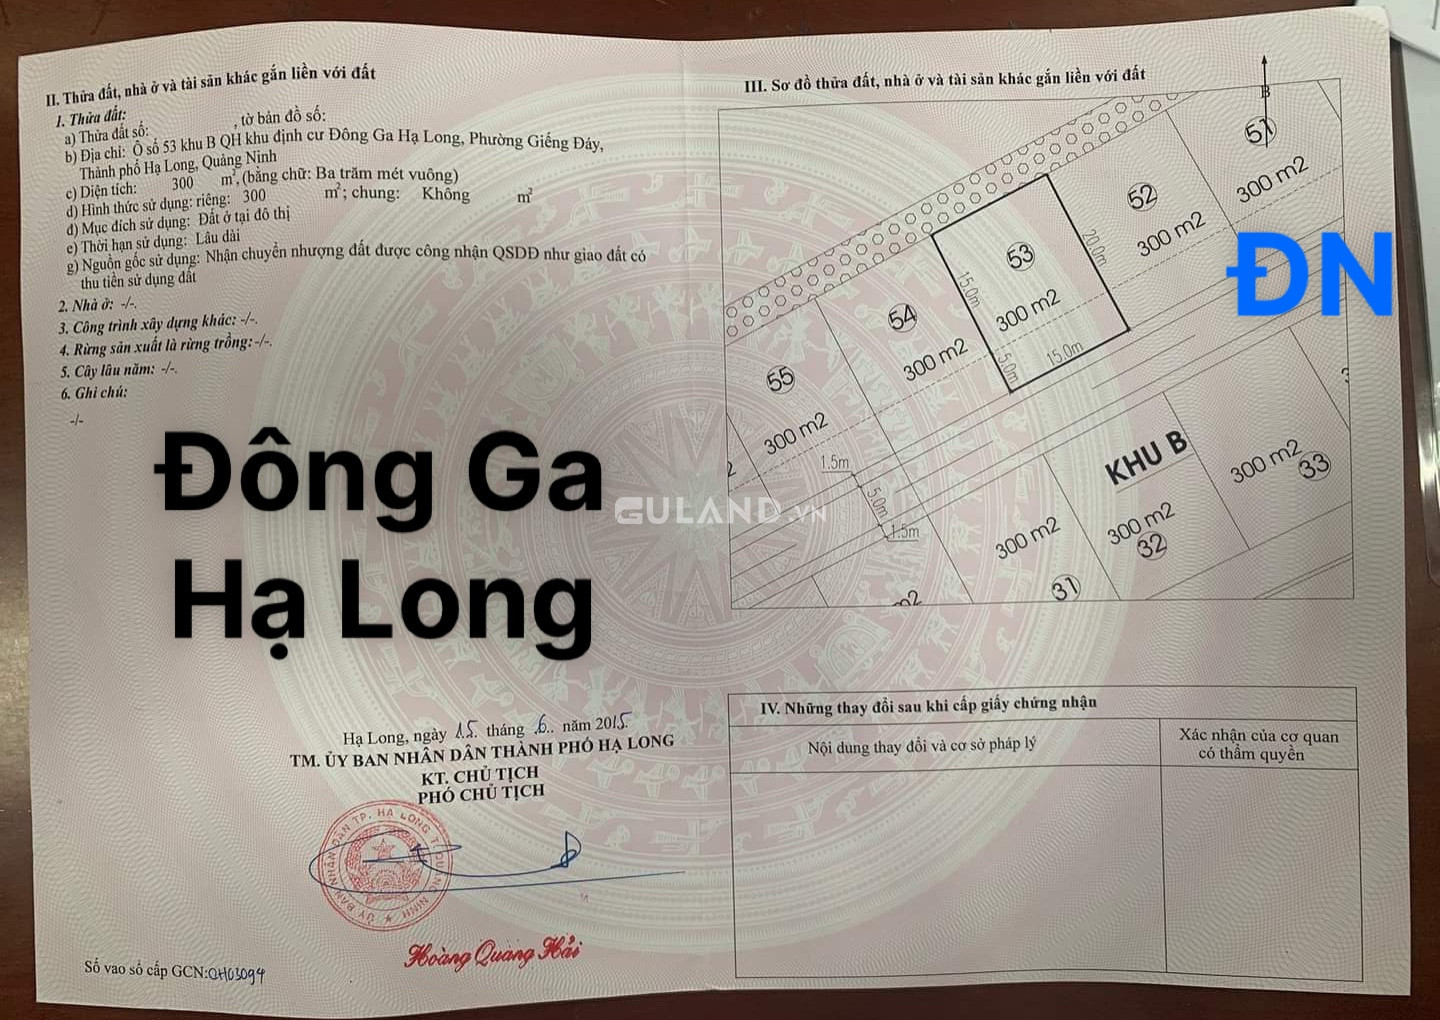 II. Thửa đất, nhà ở và tài sản khác gắn liền với đất
1. Thửa đất:
a) Thửa đất số: , tờ bản đồ số:
b) Địa chỉ: Ô số 53 khu B QH khu định cư Đông Ga Hạ Long, Phường Giếng Đáy,
Thành phố Hạ Long, Quảng Ninh
c) Diện tích: 300 m², (bằng chữ: Ba trăm mét vuông)
d) Hình thức sử dụng: riêng: 300 m²; chung: Không m²
đ) Mục đích sử dụng: Đất ở tại đô thị
e) Thời hạn sử dụng: Lâu dài
g) Nguồn gốc sử dụng: Nhận chuyển nhượng đất được công nhận QSDĐ như giao đất có
thu tiền sử dụng đất
2. Nhà ở: -/-.
3. Công trình xây dựng khác: -/-.
4. Rừng sản xuất là rừng trồng: -/-.
5. Cây lâu năm: -/-.
6. Ghi chú:
-/-
Đông Ga
Hạ Long
Hạ Long, ngày 15. tháng .6.. năm 2015.
TM. ỦY BAN NHÂN DÂN THÀNH PHỐ HẠ LONG
KT. CHỦ TỊCH
PHÓ CHỦ TỊCH
ỦY BAN NHÂN DÂN TP. HẠ LONG T. QUẢNG NINH
Hoàng Quang Hải
Số vào sổ cấp GCN:CH03094
III. Sơ đồ thửa đất, nhà ở và tài sản khác gắn liền với đất
B
51
300 m2
52
300 m2
20.0m
ĐN
53
300 m2
15.0m
5.0m
15.0m
54
300 m2
55
300 m2
2
1.5m
5.0m
1.5m
KHU B
300 m2
33
300 m2
32
300 m2
31
m2
GULAND.VN
IV. Những thay đổi sau khi cấp giấy chứng nhận
Nội dung thay đổi và cơ sở pháp lý
Xác nhận của cơ quan
có thẩm quyền